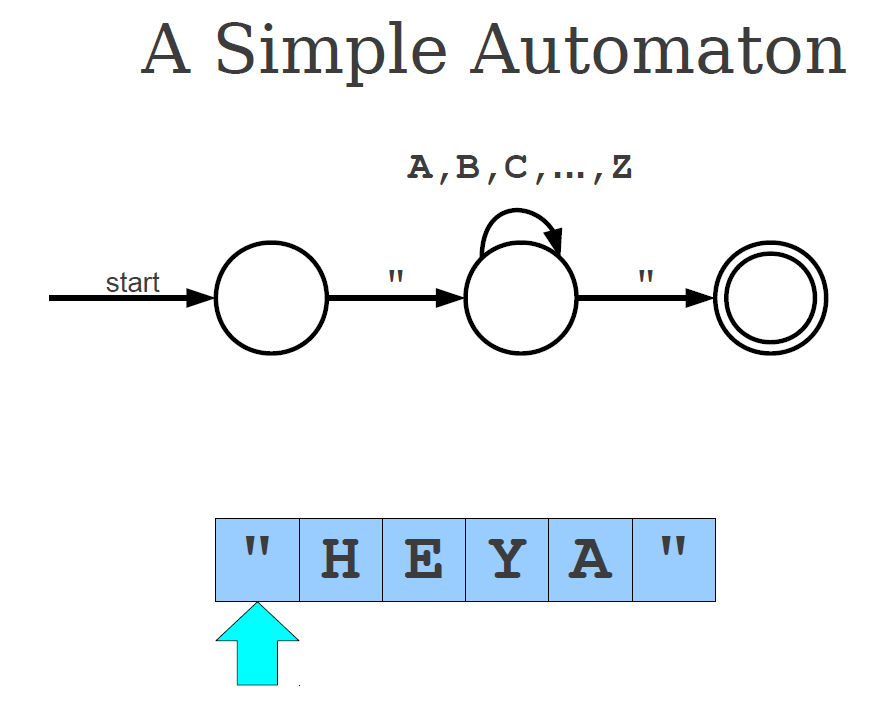 A Simple Automaton
A,B,C,…,Z
start " "
" H E Y A "